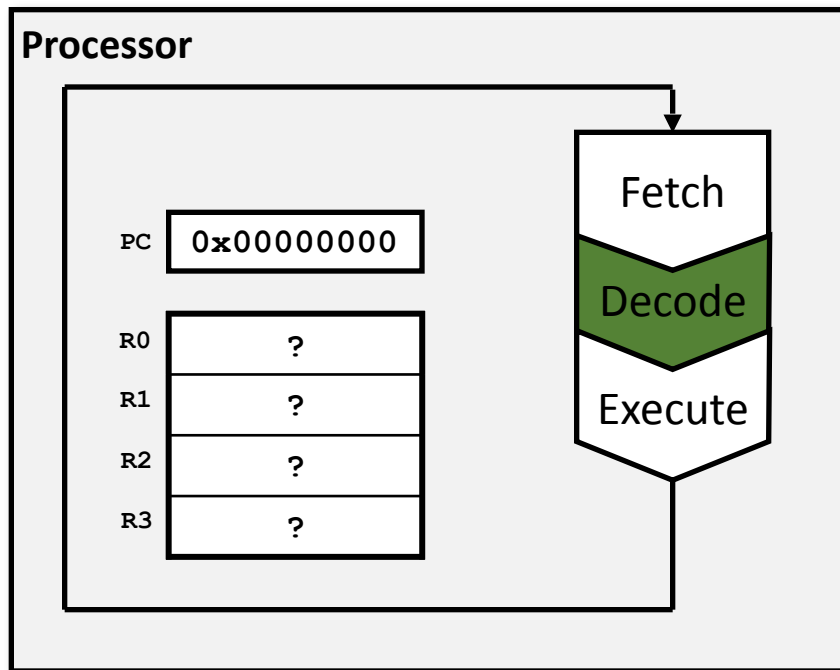 Processor
Fetch
PC 0x00000000
Decode
R0 ?
R1 ?
Execute
R2 ?
R3 ?